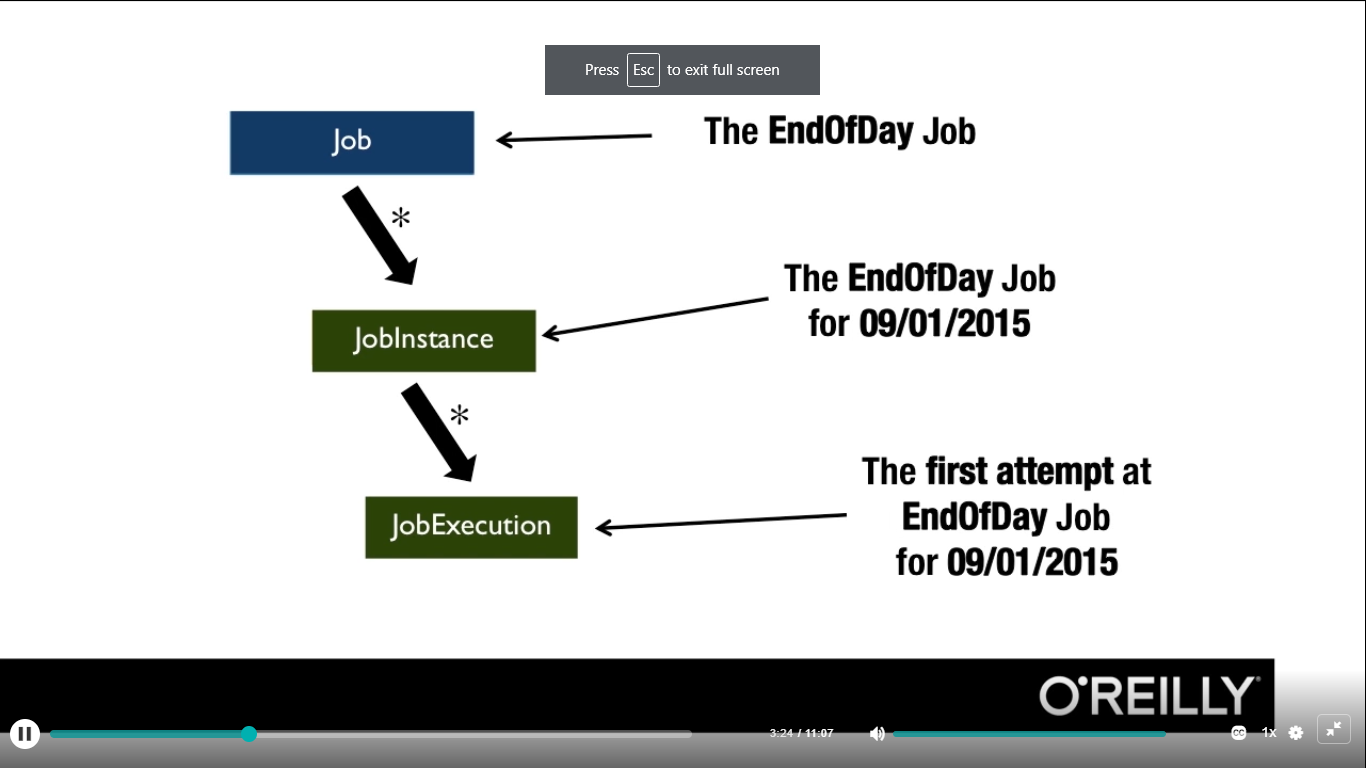 Press Esc to exit full screen
Job
The EndOfDay Job
*
The EndOfDay Job
for 09/01/2015
JobInstance
*
The first attempt at
EndOfDay Job
for 09/01/2015
JobExecution
O'REILLY®
3:24 / 11:07
CC
1x